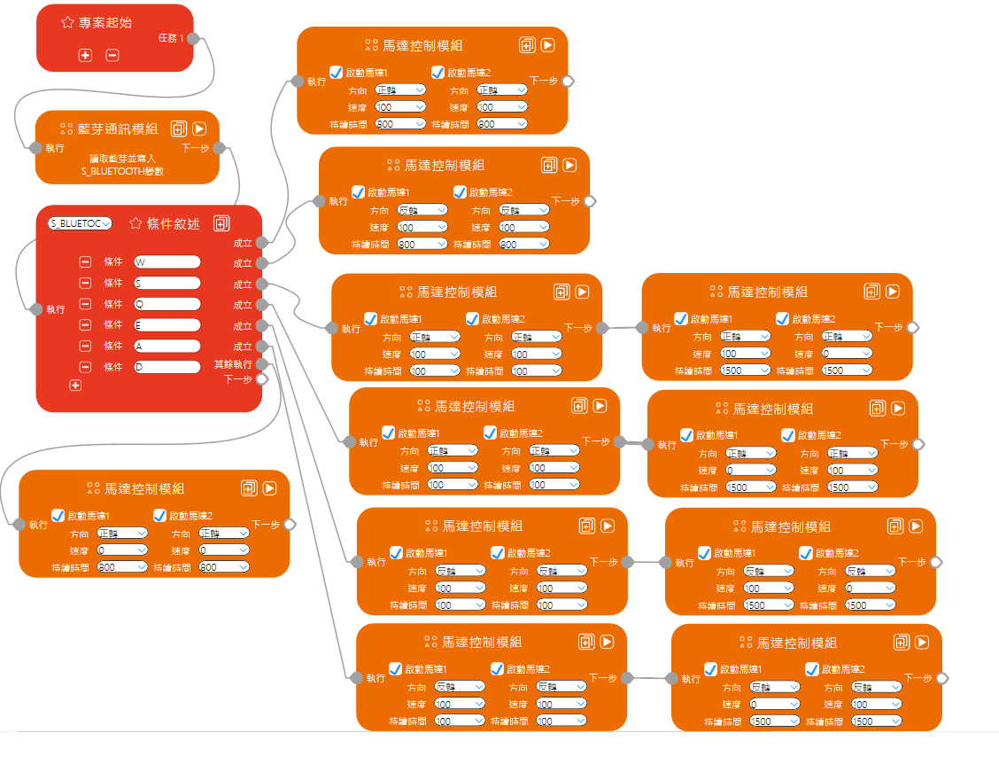 專案起始
任務 1
藍芽通訊模組
執行
下一步
讀取藍芽並寫入
S_BLUETOOTH變數
S_BLUETOC
條件敘述
成立
條件 W 成立
條件 S 成立
條件 Q 成立
執行
條件 E 成立
條件 A 成立
條件 D 其餘執行
下一步
馬達控制模組
啟動馬達1 啟動馬達2
執行 下一步
方向 正轉 方向 正轉
速度 100 速度 100
持續時間 800 持續時間 800
馬達控制模組
啟動馬達1 啟動馬達2
執行 下一步
方向 反轉 方向 反轉
速度 100 速度 100
持續時間 800 持續時間 800
馬達控制模組
啟動馬達1 啟動馬達2
執行 下一步
方向 正轉 方向 正轉
速度 100 速度 100
持續時間 100 持續時間 100
馬達控制模組
啟動馬達1 啟動馬達2
執行 下一步
方向 正轉 方向 正轉
速度 100 速度 0
持續時間 1500 持續時間 1500
馬達控制模組
啟動馬達1 啟動馬達2
執行 下一步
方向 正轉 方向 正轉
速度 100 速度 100
持續時間 100 持續時間 100
馬達控制模組
啟動馬達1 啟動馬達2
執行 下一步
方向 正轉 方向 正轉
速度 0 速度 100
持續時間 1500 持續時間 1500
馬達控制模組
啟動馬達1 啟動馬達2
執行 下一步
方向 正轉 方向 正轉
速度 0 速度 0
持續時間 800 持續時間 800
馬達控制模組
啟動馬達1 啟動馬達2
執行 下一步
方向 反轉 方向 反轉
速度 100 速度 100
持續時間 100 持續時間 100
馬達控制模組
啟動馬達1 啟動馬達2
執行 下一步
方向 反轉 方向 反轉
速度 100 速度 0
持續時間 1500 持續時間 1500
馬達控制模組
啟動馬達1 啟動馬達2
執行 下一步
方向 反轉 方向 反轉
速度 100 速度 100
持續時間 100 持續時間 100
馬達控制模組
啟動馬達1 啟動馬達2
執行 下一步
方向 反轉 方向 反轉
速度 0 速度 100
持續時間 1500 持續時間 1500